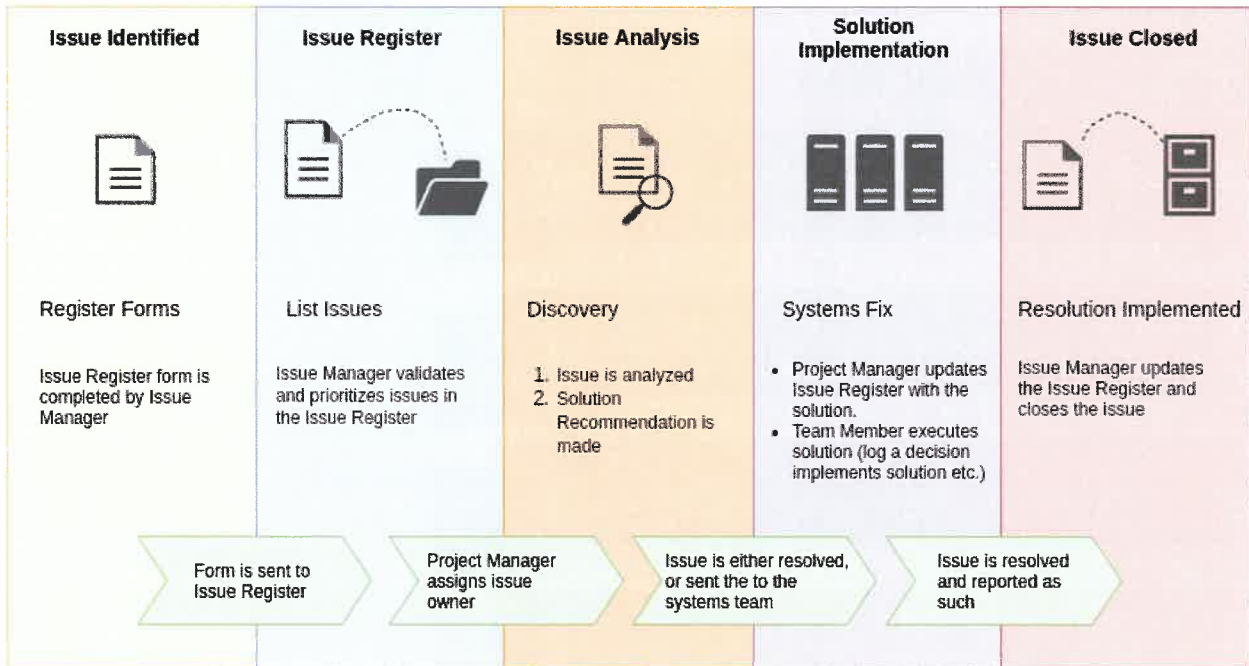 Issue Identified
Issue Register
Issue Analysis
Solution
Implementation
Issue Closed
Register Forms
List Issues
Discovery
Systems Fix
Resolution Implemented
Issue Register form is
completed by Issue
Manager
Issue Manager validates
and prioritizes issues in
the Issue Register
1. Issue is analyzed
2. Solution
Recommendation is
made
• Project Manager updates
Issue Register with the
solution.
• Team Member executes
solution (log a decision
implements solution etc.)
Issue Manager updates
the Issue Register and
closes the issue
Form is sent to
Issue Register
Project Manager
assigns issue
owner
Issue is either resolved,
or sent the to the
systems team
Issue is resolved
and reported as
such